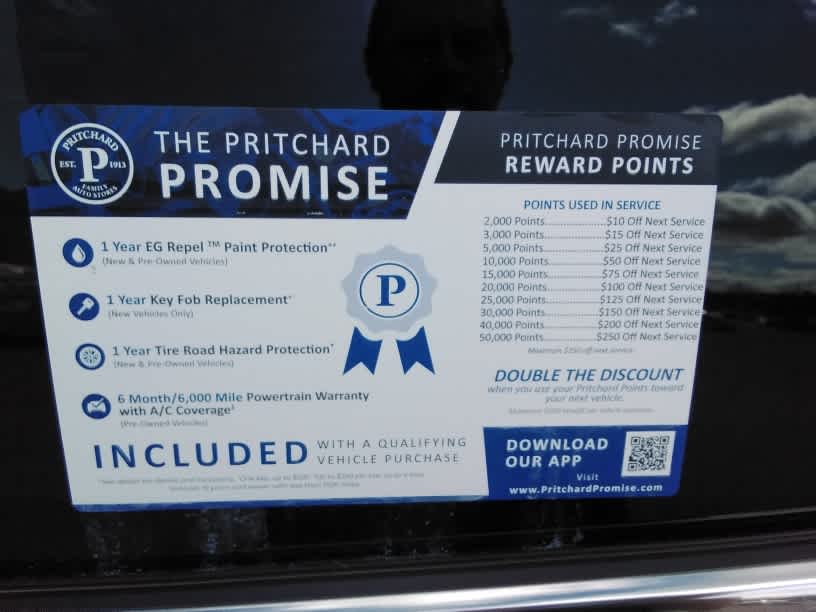 PRITCHARD
EST. P 1913
FAMILY
AUTO STORES
THE PRITCHARD
PROMISE
1 Year EG Repel ™ Paint Protection*+
(New & Pre-Owned Vehicles)
1 Year Key Fob Replacement*
(New Vehicles Only)
1 Year Tire Road Hazard Protection*
(New & Pre-Owned Vehicles)
6 Month/6,000 Mile Powertrain Warranty
with A/C Coverage‡
(Pre-Owned Vehicles)
P
INCLUDED
WITH A QUALIFYING
VEHICLE PURCHASE
PRITCHARD PROMISE
REWARD POINTS
POINTS USED IN SERVICE
2,000 Points....................$10 Off Next Service
3,000 Points....................$15 Off Next Service
5,000 Points....................$25 Off Next Service
10,000 Points..................$50 Off Next Service
15,000 Points..................$75 Off Next Service
20,000 Points..................$100 Off Next Service
25,000 Points..................$125 Off Next Service
30,000 Points..................$150 Off Next Service
40,000 Points..................$200 Off Next Service
50,000 Points..................$250 Off Next Service
Maximum $250 off next service.
DOUBLE THE DISCOUNT
when you use your Pritchard Points toward
your next vehicle.
DOWNLOAD
OUR APP
Visit
www.PritchardPromise.com